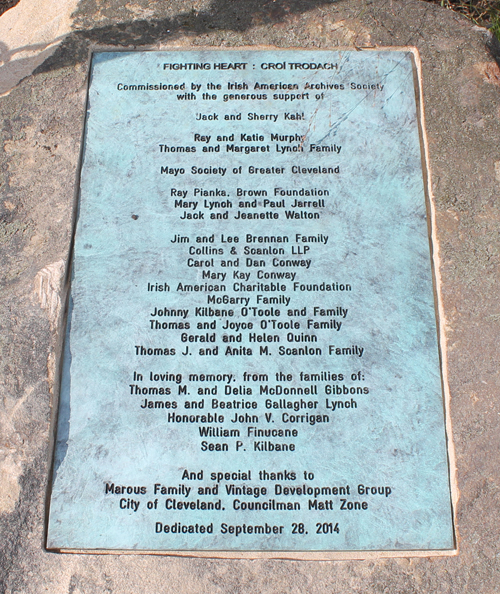 FIGHTING HEART : CROÍ TRODACH
Commissioned by the Irish American Archives Society
with the generous support of
Jack and Sherry Kahl
Ray and Katie Murphy
Thomas and Margaret Lynch Family
Mayo Society of Greater Cleveland
Ray Pianka, Brown Foundation
Mary Lynch and Paul Jarrell
Jack and Jeanette Walton
Jim and Lee Brennan Family
Collins & Scanlon LLP
Carol and Dan Conway
Mary Kay Conway
Irish American Charitable Foundation
McGarry Family
Johnny Kilbane O'Toole and Family
Thomas and Joyce O'Toole Family
Gerald and Helen Quinn
Thomas J. and Anita M. Scanlon Family
In loving memory, from the families of:
Thomas M. and Delia McDonnell Gibbons
James and Beatrice Gallagher Lynch
Honorable John V. Corrigan
William Finucane
Sean P. Kilbane
And special thanks to
Marous Family and Vintage Development Group
City of Cleveland, Councilman Matt Zone
Dedicated September 28, 2014